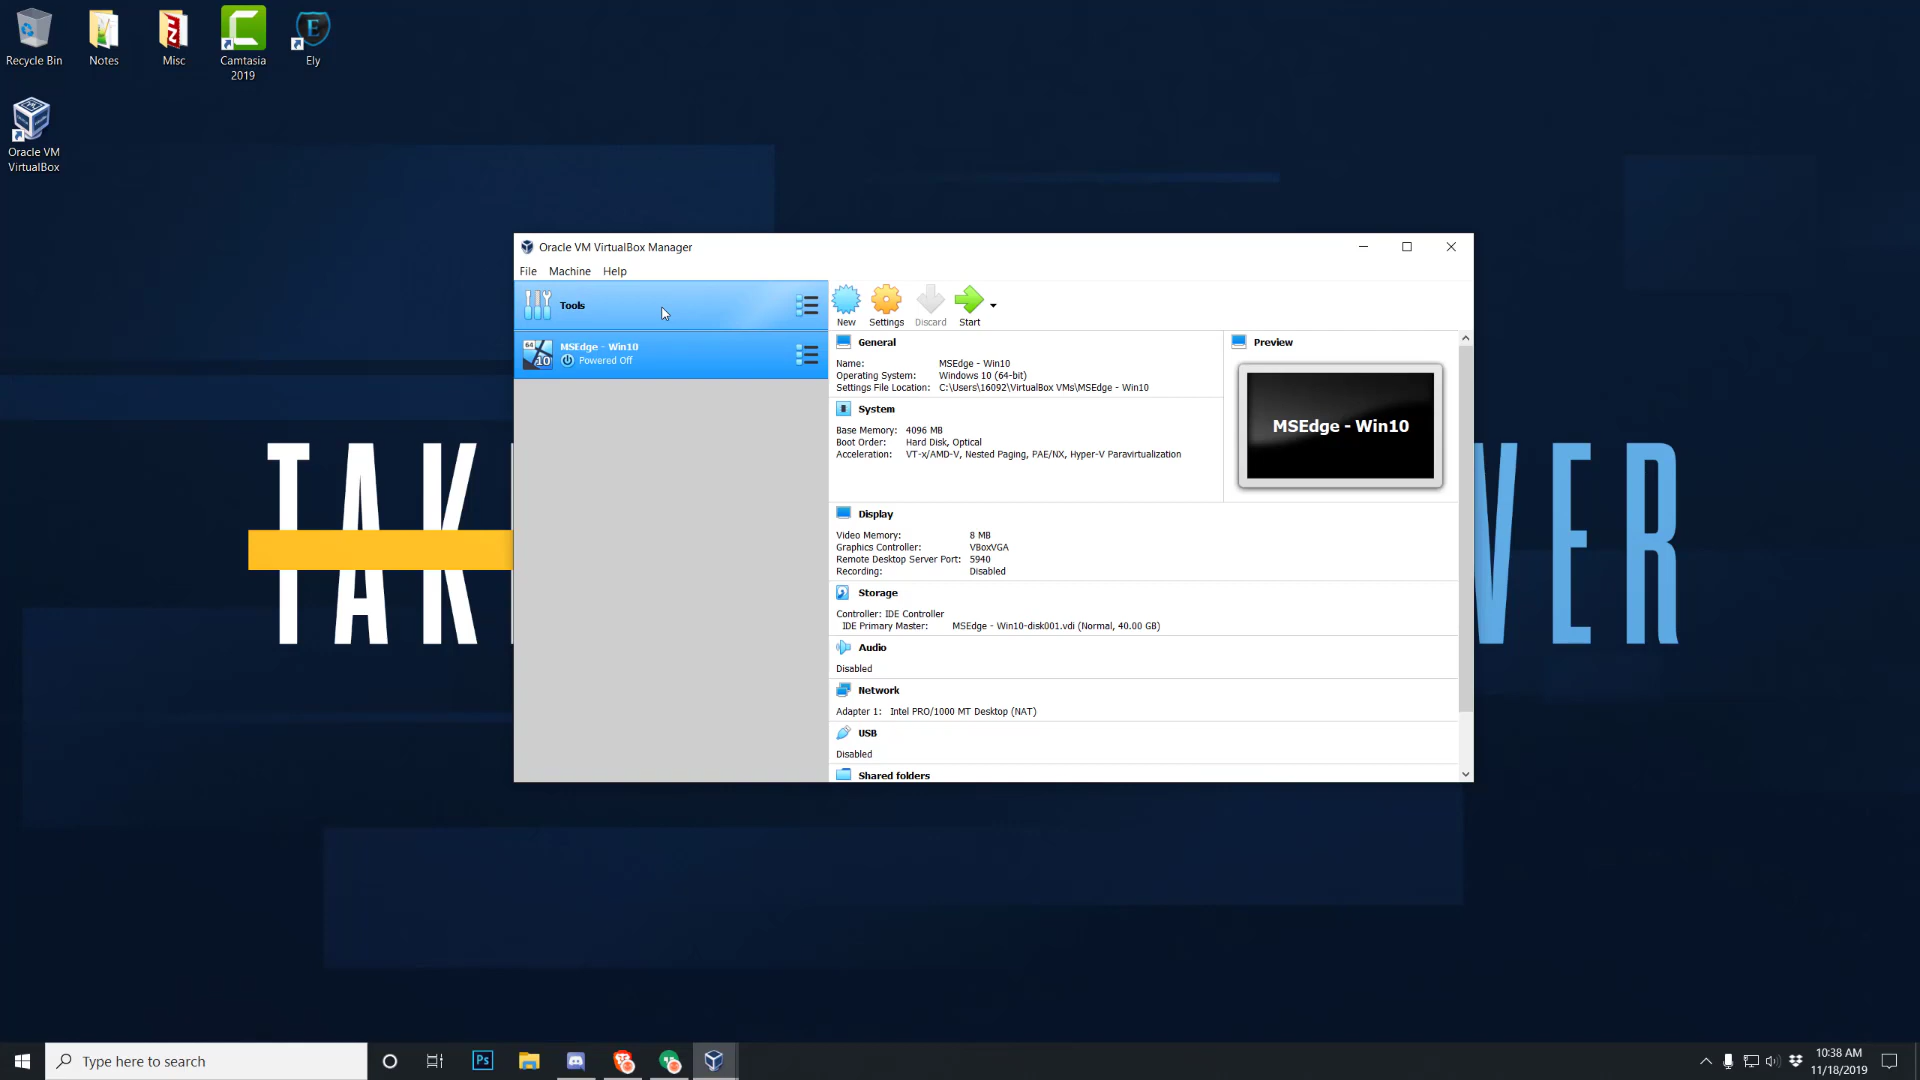 Recycle Bin
Notes
Misc
Camtasia
2019
Ely
Oracle VM
VirtualBox
Oracle VM VirtualBox Manager
File Machine Help
Tools
MSEdge - Win10
Powered Off
New Settings Discard Start
General
Name: MSEdge - Win10
Operating System: Windows 10 (64-bit)
Settings File Location: C:\Users\16092\VirtualBox VMs\MSEdge - Win10
Preview
MSEdge - Win10
System
Base Memory: 4096 MB
Boot Order: Hard Disk, Optical
Acceleration: VT-x/AMD-V, Nested Paging, PAE/NX, Hyper-V Paravirtualization
Display
Video Memory: 8 MB
Graphics Controller: VBoxVGA
Remote Desktop Server Port: 5940
Recording: Disabled
Storage
Controller: IDE Controller
IDE Primary Master: MSEdge - Win10-disk001.vdi (Normal, 40.00 GB)
Audio
Disabled
Network
Adapter 1: Intel PRO/1000 MT Desktop (NAT)
USB
Disabled
Shared folders
TAK VER
Type here to search
Ps
10:38 AM
11/18/2019